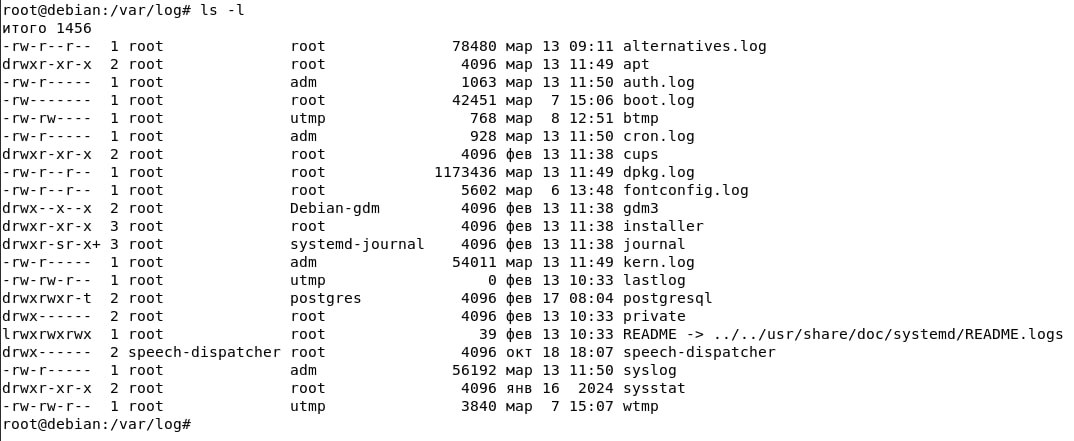 root@debian:/var/log# ls -l
итого 1456
-rw-r--r--  1 root              root              78480 мар 13 09:11 alternatives.log
drwxr-xr-x  2 root              root               4096 мар 13 11:49 apt
-rw-r-----  1 root              adm                1063 мар 13 11:50 auth.log
-rw-------  1 root              root              42451 мар  7 15:06 boot.log
-rw-rw----  1 root              utmp                768 мар  8 12:51 btmp
-rw-r-----  1 root              adm                 928 мар 13 11:50 cron.log
drwxr-xr-x  2 root              root               4096 фев 13 11:38 cups
-rw-r--r--  1 root              root            1173436 мар 13 11:49 dpkg.log
-rw-r--r--  1 root              root               5602 мар  6 13:48 fontconfig.log
drwx--x--x  2 root              Debian-gdm         4096 фев 13 11:38 gdm3
drwxr-xr-x  3 root              root               4096 фев 13 11:38 installer
drwxr-sr-x+ 3 root              systemd-journal    4096 фев 13 11:38 journal
-rw-r-----  1 root              adm               54011 мар 13 11:49 kern.log
-rw-rw-r--  1 root              utmp                  0 фев 13 10:33 lastlog
drwxrwxr-t  2 root              postgres           4096 фев 17 08:04 postgresql
drwx------  2 root              root               4096 фев 13 10:33 private
lrwxrwxrwx  1 root              root                 39 фев 13 10:33 README -> ../../usr/share/doc/systemd/README.logs
drwx------  2 speech-dispatcher root               4096 окт 18 18:07 speech-dispatcher
-rw-r-----  1 root              adm               56192 мар 13 11:50 syslog
drwxr-xr-x  2 root              root               4096 янв 16  2024 sysstat
-rw-rw-r--  1 root              utmp               3840 мар  7 15:07 wtmp
root@debian:/var/log#